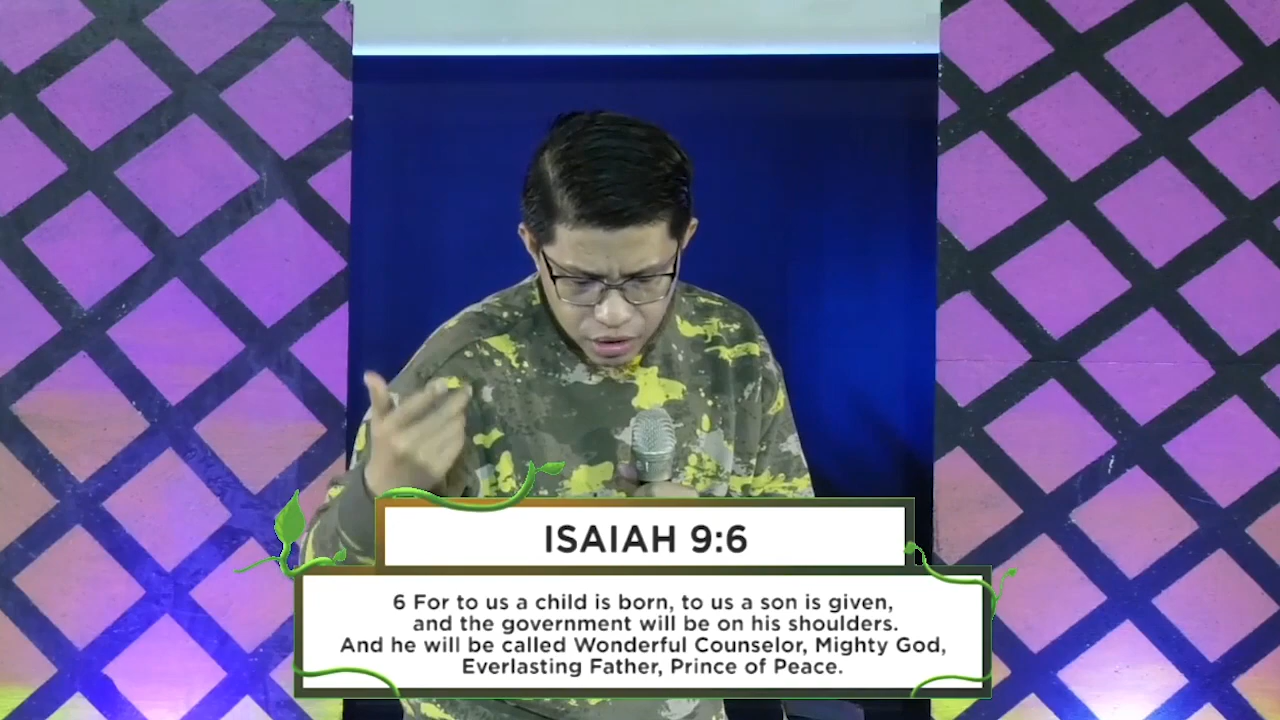 ISAIAH 9:6
6 For to us a child is born, to us a son is given,
and the government will be on his shoulders.
And he will be called Wonderful Counselor, Mighty God,
Everlasting Father, Prince of Peace.